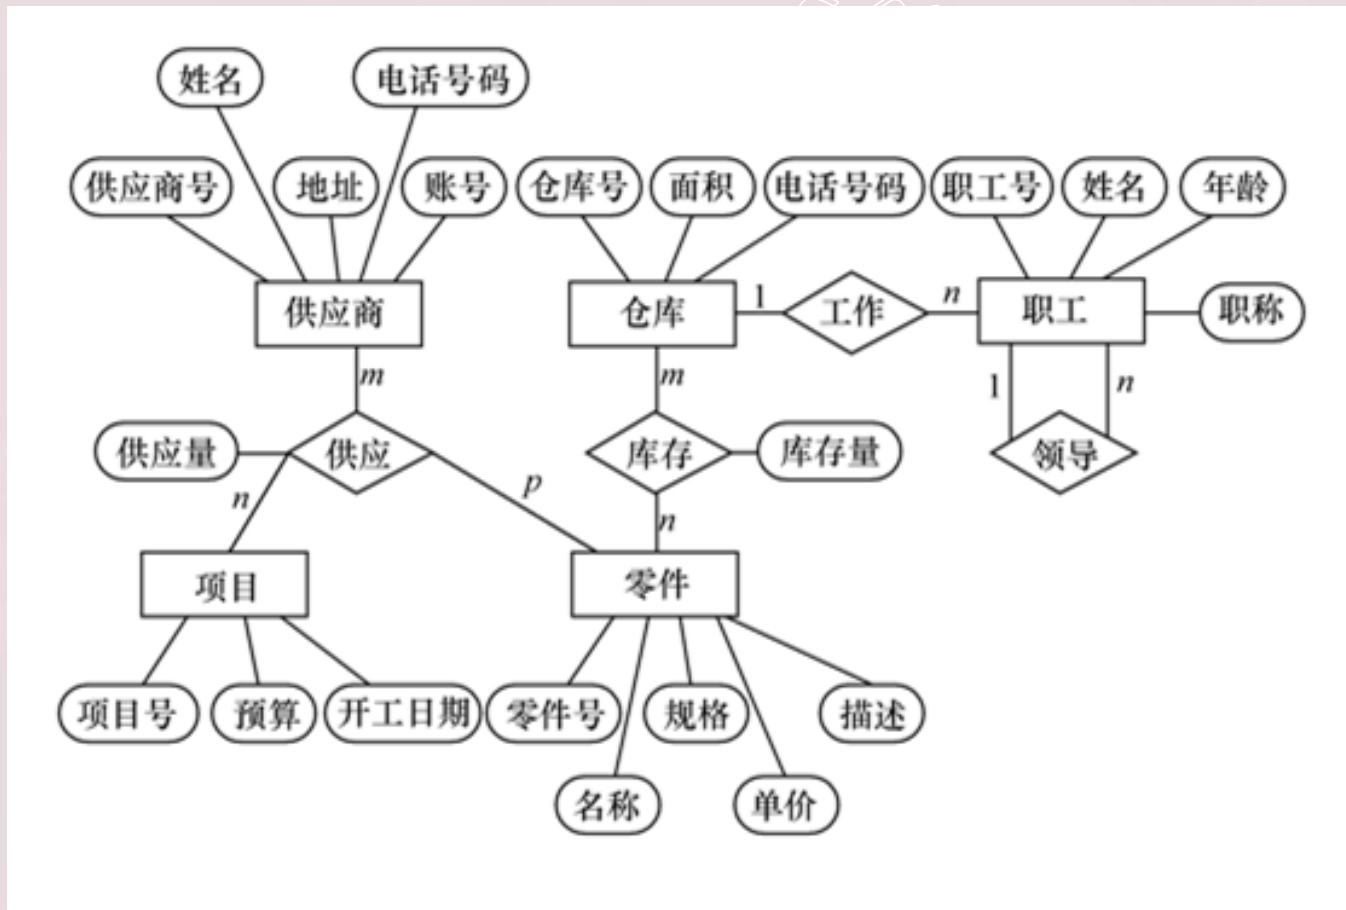 姓名 电话号码
供应商号 地址 账号 仓库号 面积 电话号码 职工号 姓名 年龄
供应商 仓库 1 工作 n 职工 职称
m m 1 n
供应量 供应 库存 库存量 领导
n p n
项目 零件
项目号 预算 开工日期 零件号 规格 描述
名称 单价